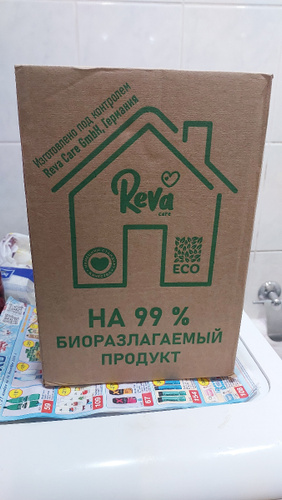 Изготовлено под контролем
Reva Care GmbH, Германия
Reva
care
ECO
НА 99 %
БИОРАЗЛАГАЕМЫЙ
ПРОДУКТ